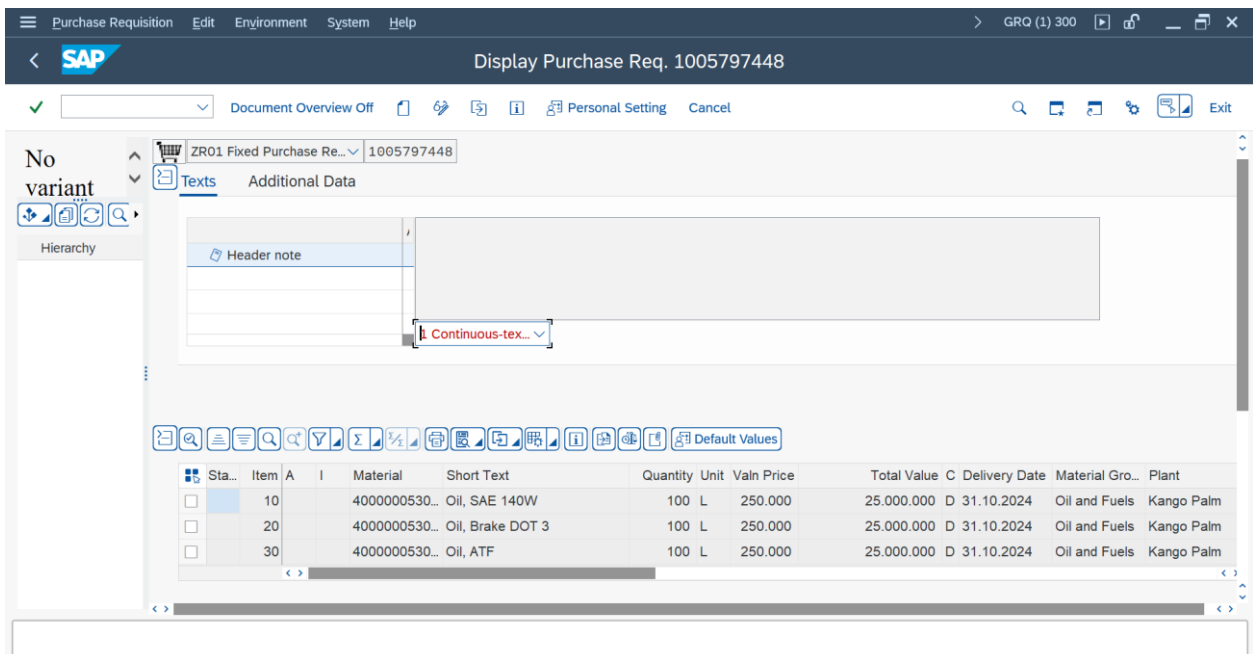 Purchase Requisition Edit Environment System Help GRQ (1) 300
SAP Display Purchase Req. 1005797448
Document Overview Off Personal Setting Cancel Exit
No
variant
ZR01 Fixed Purchase Re... 1005797448
Texts Additional Data
Hierarchy
Header note
1 Continuous-tex...
Default Values
Sta... Item A I Material Short Text Quantity Unit Valn Price Total Value C Delivery Date Material Gro... Plant
10 4000000530... Oil, SAE 140W 100 L 250.000 25.000.000 D 31.10.2024 Oil and Fuels Kango Palm
20 4000000530... Oil, Brake DOT 3 100 L 250.000 25.000.000 D 31.10.2024 Oil and Fuels Kango Palm
30 4000000530... Oil, ATF 100 L 250.000 25.000.000 D 31.10.2024 Oil and Fuels Kango Palm